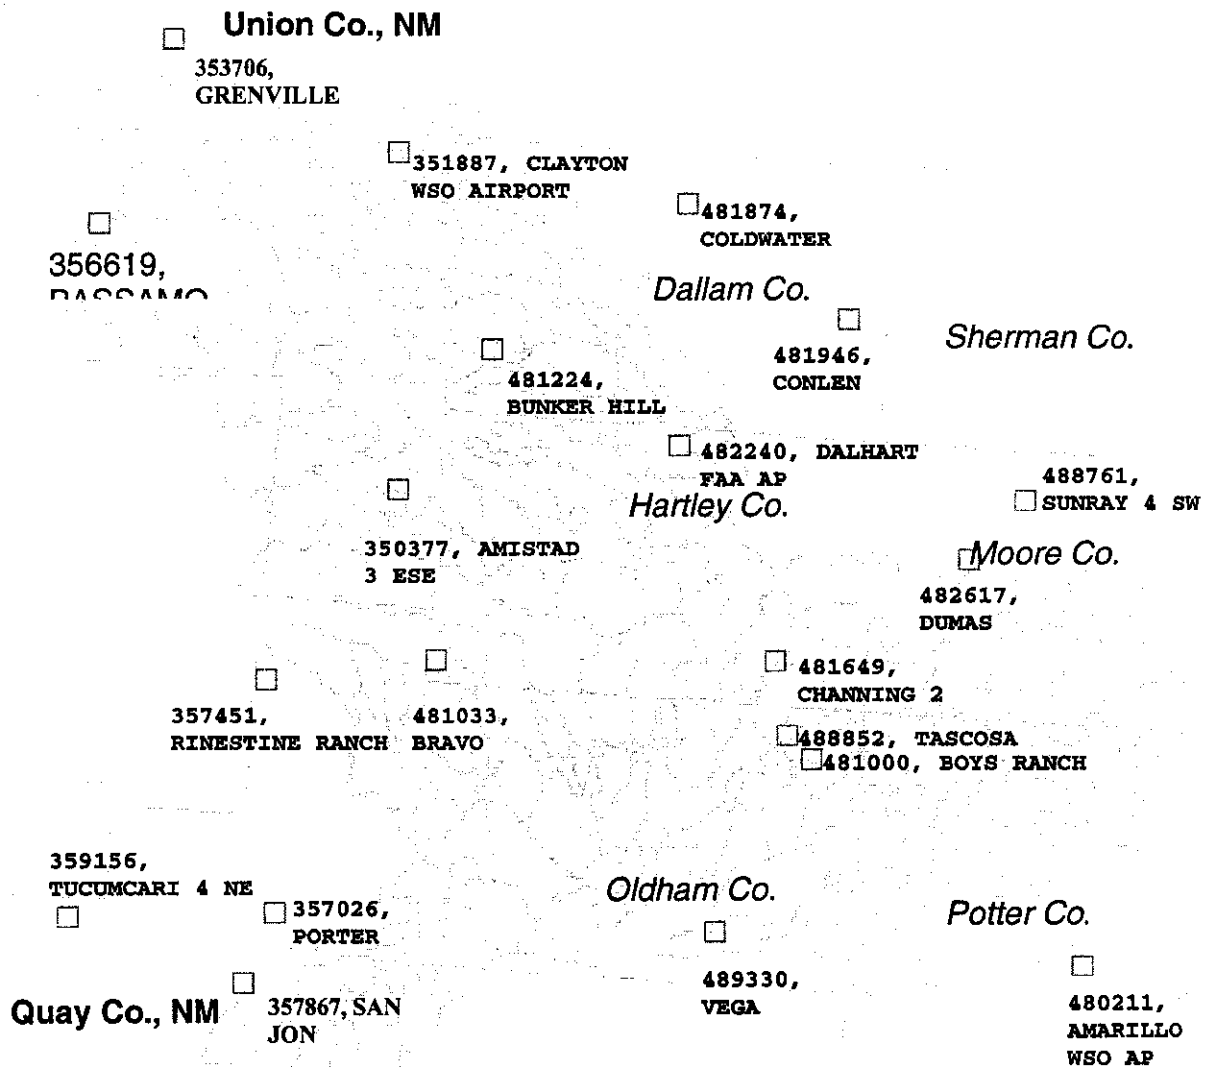 Union Co., NM
353706,
GRENVILLE
351887, CLAYTON
WSO AIRPORT
481874,
COLDWATER
356619,
Dallam Co.
Sherman Co.
481946,
CONLEN
481224,
BUNKER HILL
482240, DALHART
FAA AP
488761,
SUNRAY 4 SW
Hartley Co.
350377, AMISTAD
3 ESE
Moore Co.
482617,
DUMAS
481649,
CHANNING 2
357451,
RINESTINE RANCH
481033,
BRAVO
488852, TASCOSA
481000, BOYS RANCH
359156,
TUCUMCARI 4 NE
357026,
PORTER
Oldham Co.
Potter Co.
489330,
VEGA
Quay Co., NM
357867, SAN
JON
480211,
AMARILLO
WSO AP